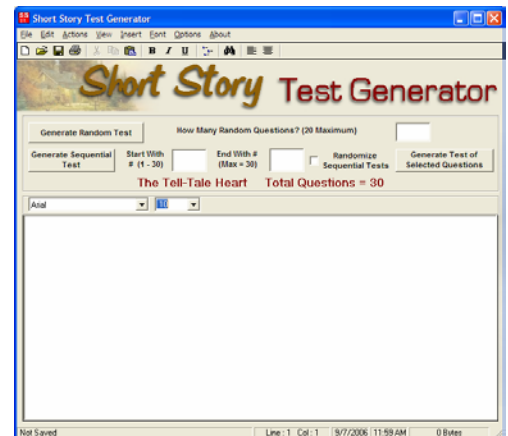 Short Story Test Generator
File Edit Actions View Insert Font Options About
B I U
Short Story Test Generator
Generate Random Test How Many Random Questions? (20 Maximum)
Generate Sequential Test Start With # (1 - 30) End With # (Max = 30) Randomize Sequential Tests Generate Test of Selected Questions
The Tell-Tale Heart Total Questions = 30
Arial 10
Not Saved Line : 1 Col : 1 9/7/2006 11:59 AM 0 Bytes